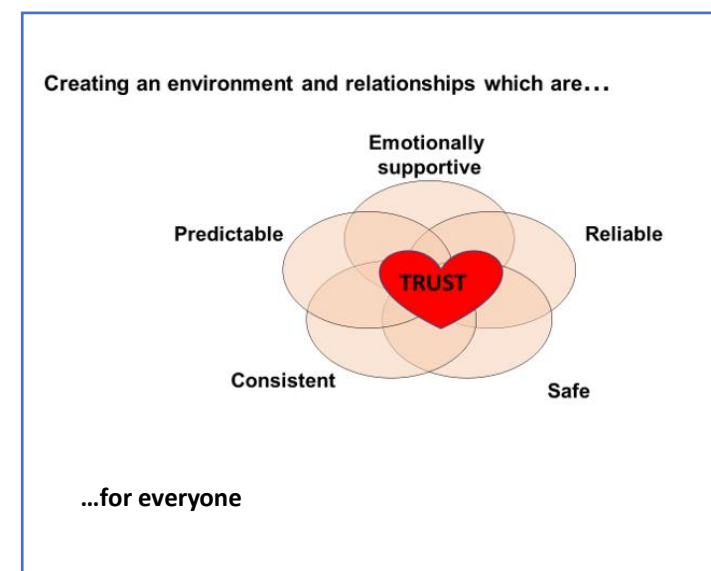 Creating an environment and relationships which are...
Emotionally
supportive
Predictable
Reliable
TRUST
Consistent
Safe
...for everyone